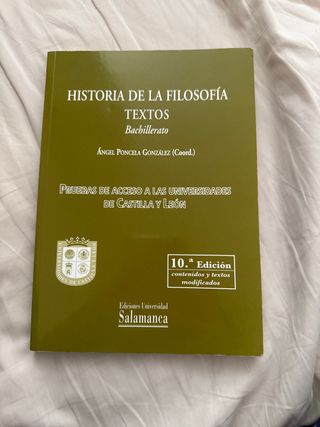 HISTORIA DE LA FILOSOFÍA
TEXTOS
Bachillerato
ÁNGEL PONCELA GONZÁLEZ (Coord.)
PRUEBAS DE ACCESO A LAS UNIVERSIDADES
DE CASTILLA Y LEÓN
10.ª Edición
contenidos y textos
modificados
Ediciones Universidad
Salamanca